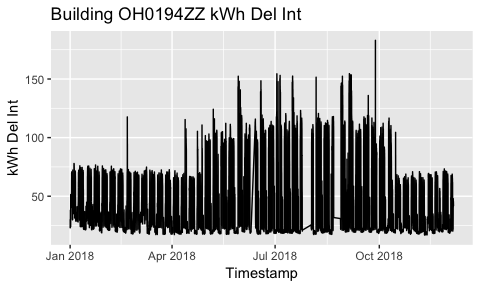 Building OH0194ZZ kWh Del Int
kWh Del Int
150
100
50
Jan 2018
Apr 2018
Jul 2018
Oct 2018
Timestamp